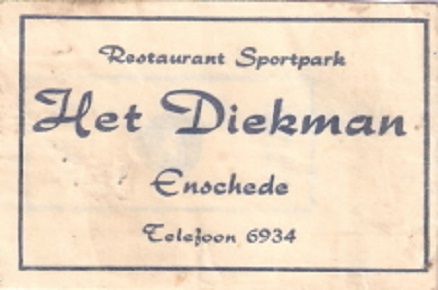 Restaurant Sportpark
Het Diekman
Enschede
Telefoon 6934